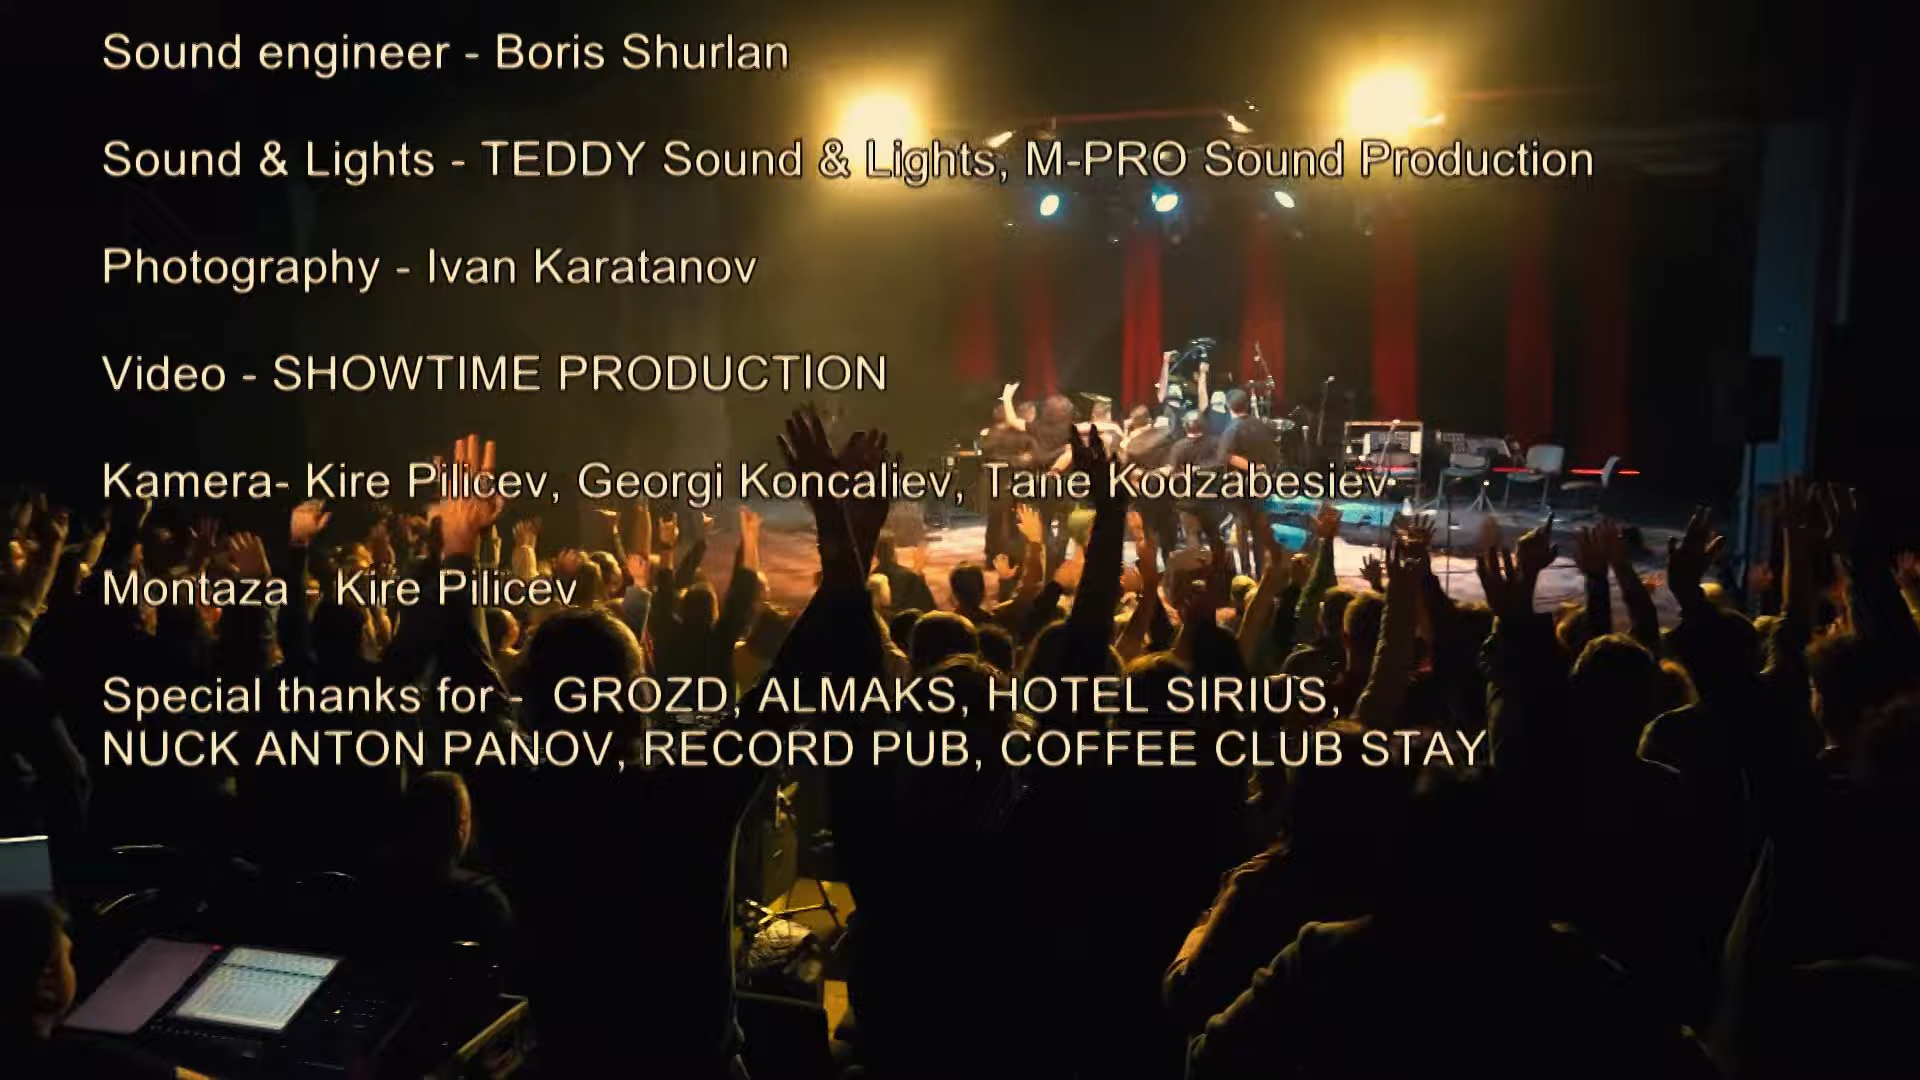 Sound engineer - Boris Shurlan
Sound & Lights - TEDDY Sound & Lights, M-PRO Sound Production
Photography - Ivan Karatanov
Video - SHOWTIME PRODUCTION
Kamera- Kire Pilicev, Georgi Koncaliev, Tane Kodzabesiev
Montaza - Kire Pilicev
Special thanks for -  GROZD, ALMAKS, HOTEL SIRIUS,
NUCK ANTON PANOV, RECORD PUB, COFFEE CLUB STAY